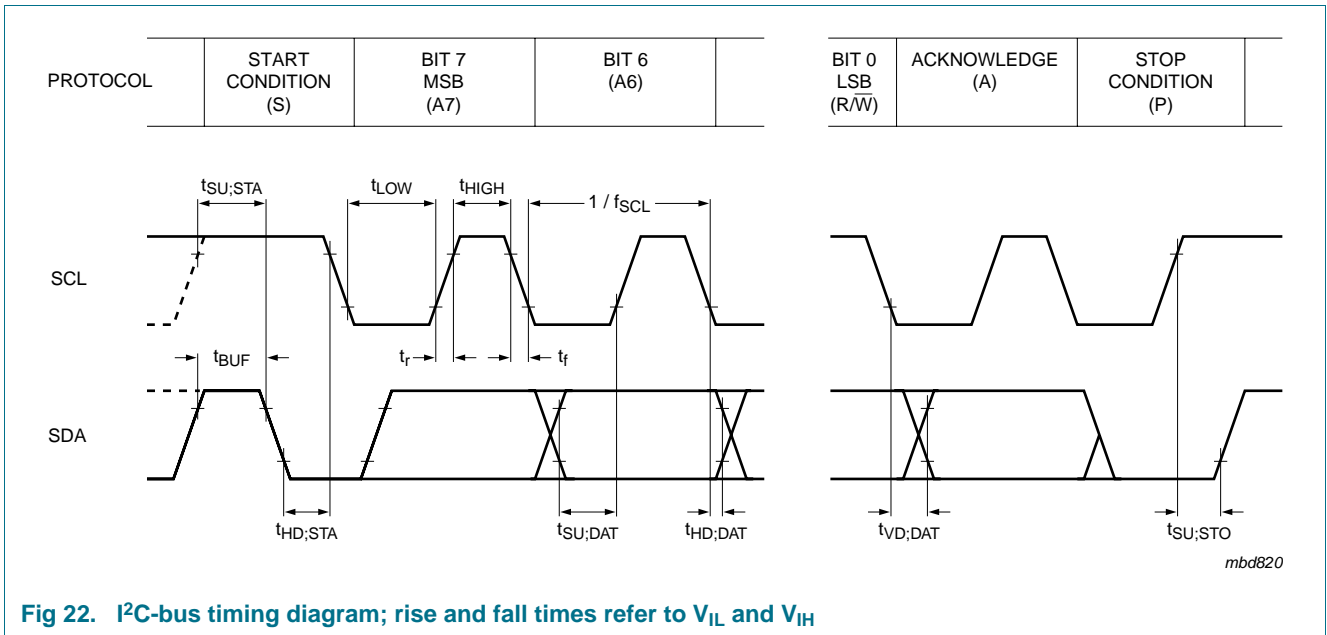 PROTOCOL
START
CONDITION
(S)
BIT 7
MSB
(A7)
BIT 6
(A6)
BIT 0
LSB
(R/W̅)
ACKNOWLEDGE
(A)
STOP
CONDITION
(P)
tSU;STA
tLOW
tHIGH
1 / fSCL
SCL
tBUF
tr
tf
SDA
tHD;STA
tSU;DAT
tHD;DAT
tVD;DAT
tSU;STO
mbd820
Fig 22. I²C-bus timing diagram; rise and fall times refer to VIL and VIH